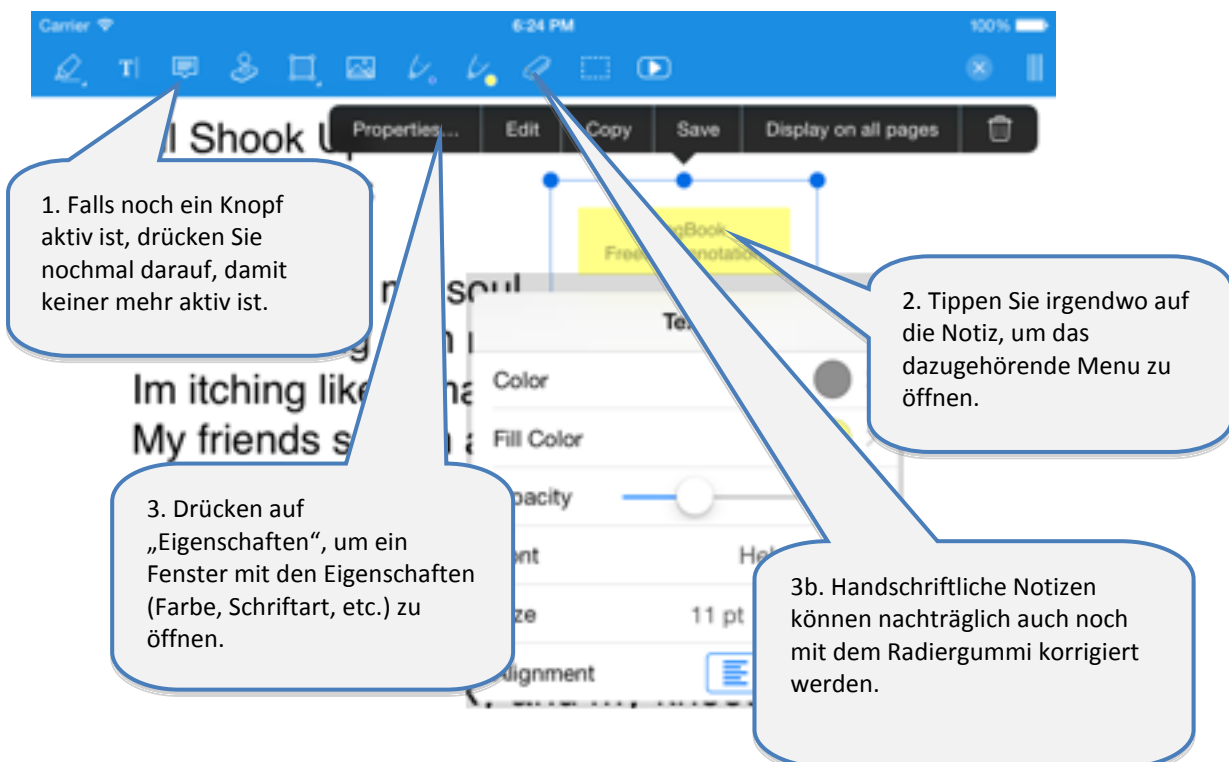 Carrier 6:24 PM 100%
T
Properties... Edit Copy Save Display on all pages
Shook
1. Falls noch ein Knopf
aktiv ist, drücken Sie
nochmal darauf, damit
keiner mehr aktiv ist.
soul
2. Tippen Sie irgendwo auf
die Notiz, um das
dazugehörende Menu zu
öffnen.
Color
Im itching like
Fill Color
My friends
3. Drücken auf
„Eigenschaften“, um ein
Fenster mit den Eigenschaften
(Farbe, Schriftart, etc.) zu
öffnen.
11 pt
3b. Handschriftliche Notizen
können nachträglich auch noch
mit dem Radiergummi korrigiert
werden.